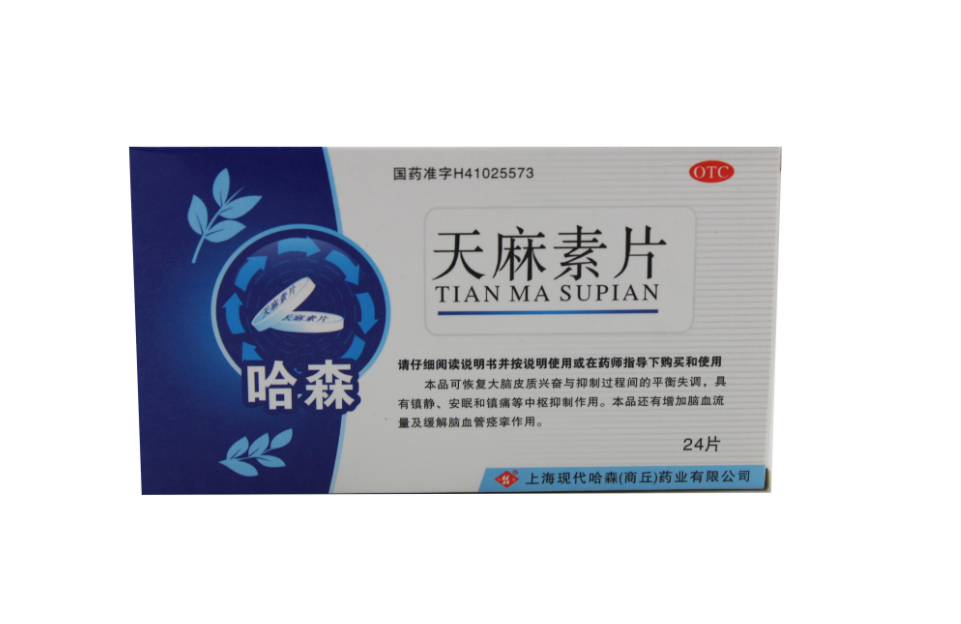 国药准字H41025573
OTC
天麻素片
TIAN MA SUPIAN
天麻素片
天麻素片
哈森
请仔细阅读说明书并按说明使用或在药师指导下购买和使用
本品可恢复大脑皮质兴奋与抑制过程间的平衡失调，具
有镇静、安眠和镇痛等中枢抑制作用。本品还有增加脑血流
量及缓解脑血管痉挛作用。
24片
上海现代哈森(商丘)药业有限公司